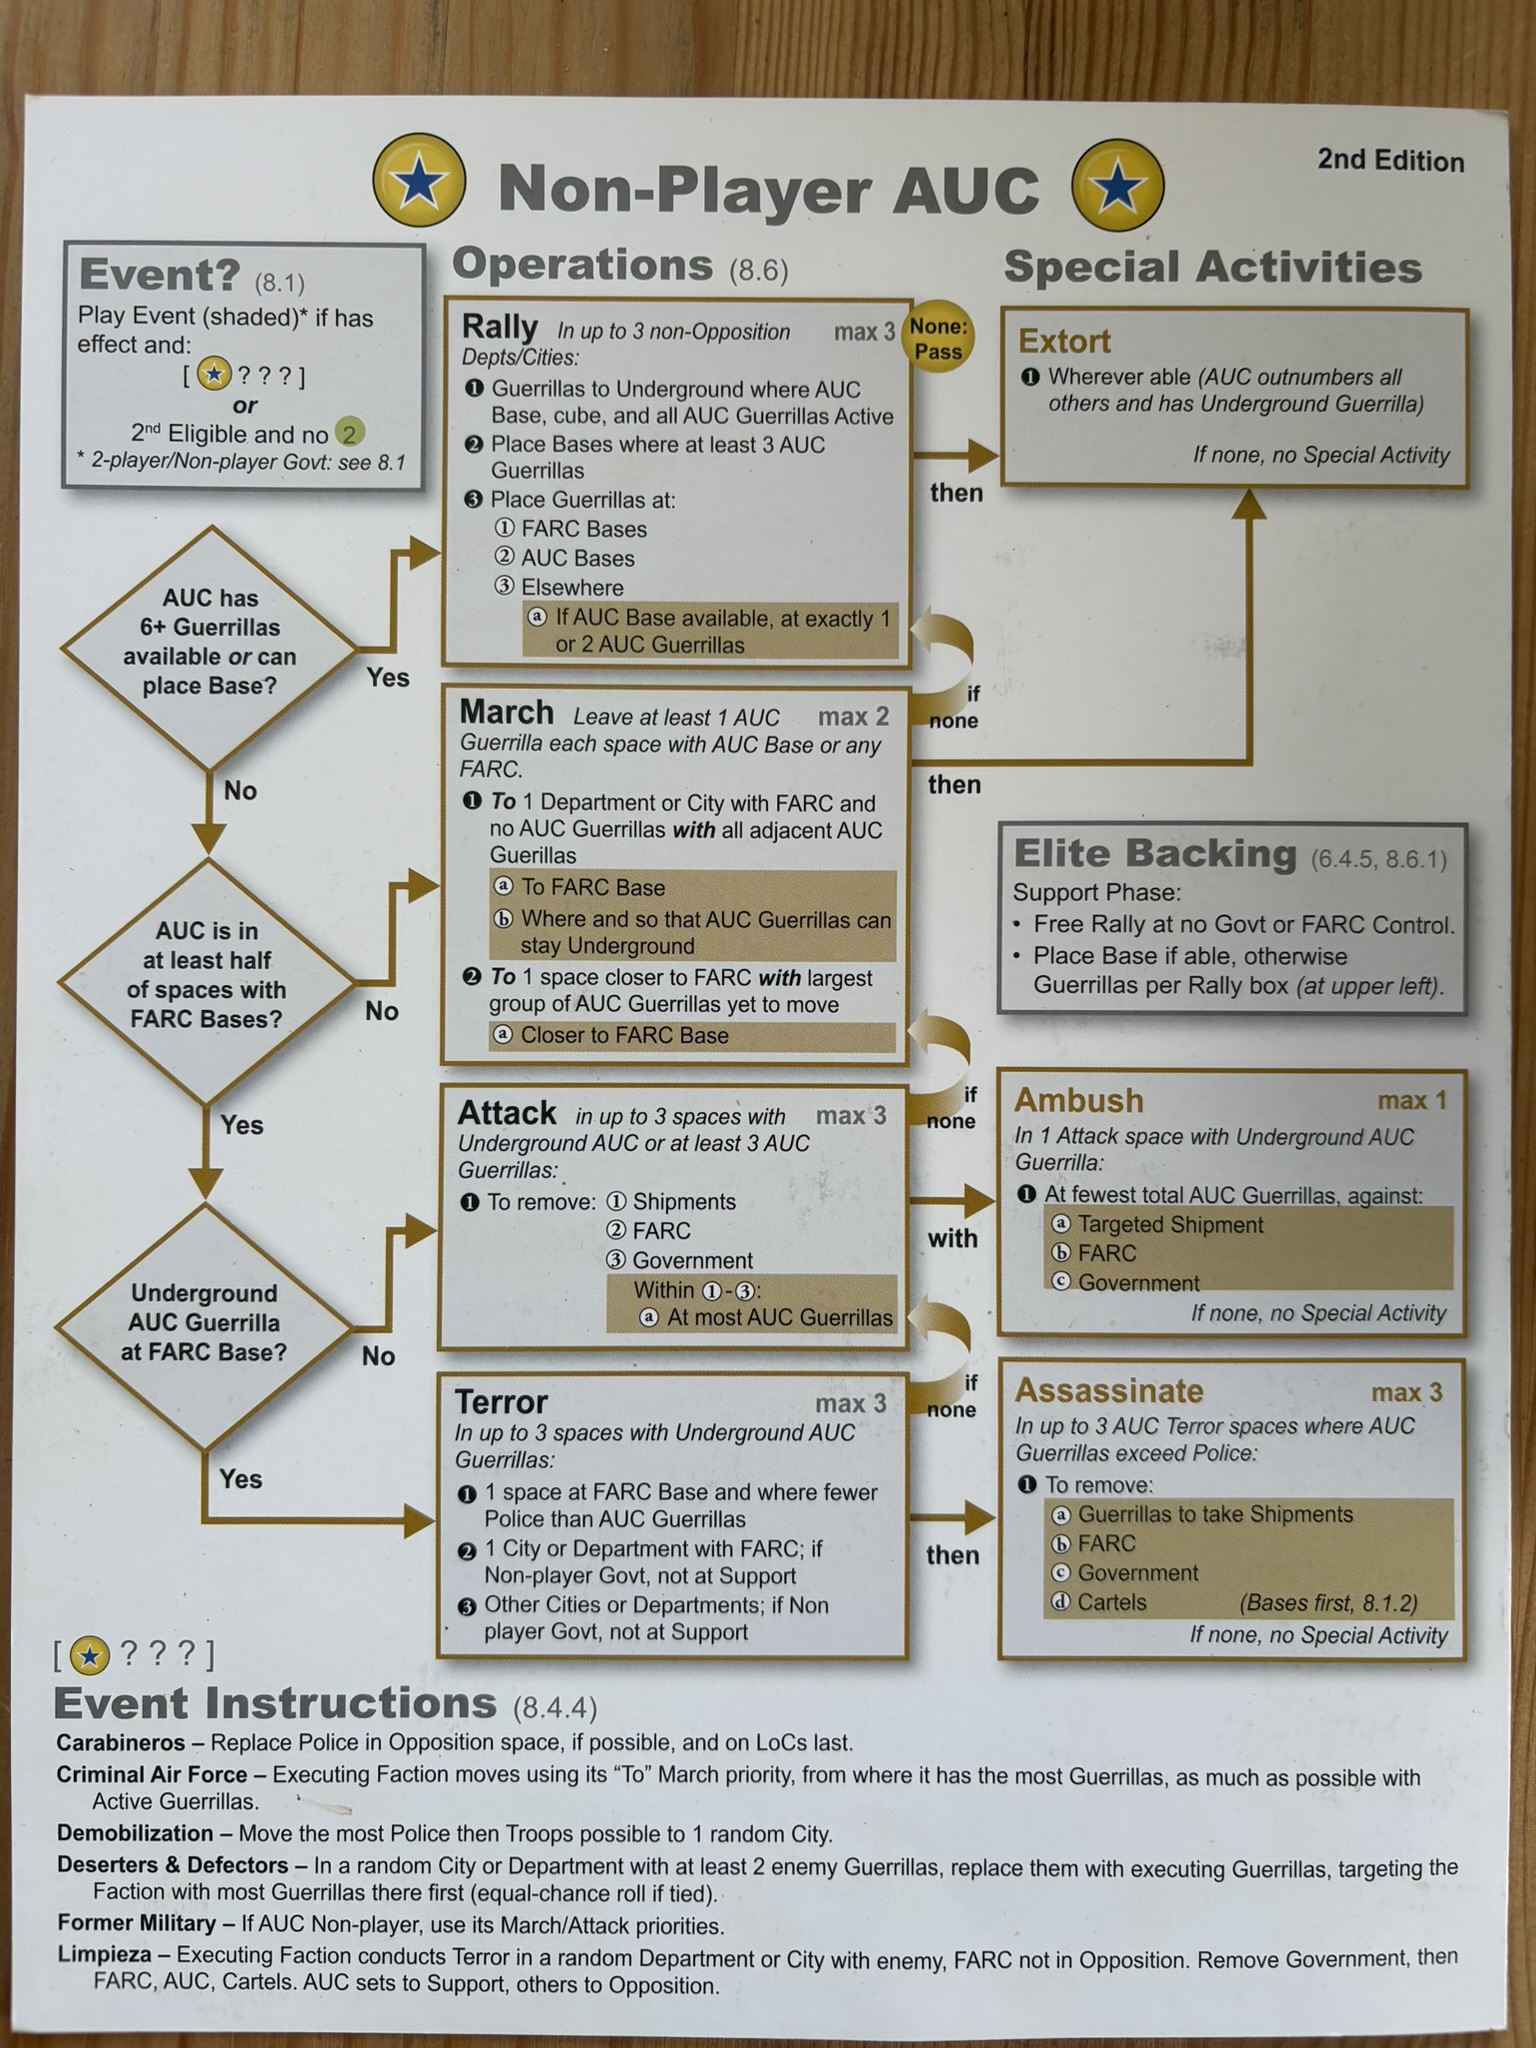 Non-Player AUC
2nd Edition
Event? (8.1)
Play Event (shaded)* if has
effect and:
[ ? ? ? ]
or
2nd Eligible and no 2
* 2-player/Non-player Govt: see 8.1
Operations (8.6)
Special Activities
Rally In up to 3 non-Opposition max 3
Depts/Cities:
❶ Guerrillas to Underground where AUC
Base, cube, and all AUC Guerrillas Active
❷ Place Bases where at least 3 AUC
Guerrillas
❸ Place Guerrillas at:
① FARC Bases
② AUC Bases
③ Elsewhere
ⓐ If AUC Base available, at exactly 1
or 2 AUC Guerrillas
None:
Pass
then
Extort
❶ Wherever able (AUC outnumbers all
others and has Underground Guerrilla)
If none, no Special Activity
AUC has
6+ Guerrillas
available or can
place Base?
Yes
No
March Leave at least 1 AUC max 2
Guerrilla each space with AUC Base or any
FARC.
❶ To 1 Department or City with FARC and
no AUC Guerrillas with all adjacent AUC
Guerillas
ⓐ To FARC Base
ⓑ Where and so that AUC Guerrillas can
stay Underground
❷ To 1 space closer to FARC with largest
group of AUC Guerrillas yet to move
ⓐ Closer to FARC Base
if
none
then
AUC is in
at least half
of spaces with
FARC Bases?
No
Yes
Elite Backing (6.4.5, 8.6.1)
Support Phase:
• Free Rally at no Govt or FARC Control.
• Place Base if able, otherwise
Guerrillas per Rally box (at upper left).
Attack in up to 3 spaces with max 3
Underground AUC or at least 3 AUC
Guerrillas:
❶ To remove: ① Shipments
② FARC
③ Government
Within ①-③:
ⓐ At most AUC Guerrillas
if
none
with
Ambush max 1
In 1 Attack space with Underground AUC
Guerrilla:
❶ At fewest total AUC Guerrillas, against:
ⓐ Targeted Shipment
ⓑ FARC
ⓒ Government
If none, no Special Activity
Underground
AUC Guerrilla
at FARC Base?
No
Yes
Terror max 3
In up to 3 spaces with Underground AUC
Guerrillas:
❶ 1 space at FARC Base and where fewer
Police than AUC Guerrillas
❷ 1 City or Department with FARC; if
Non-player Govt, not at Support
❸ Other Cities or Departments; if Non
player Govt, not at Support
if
none
then
Assassinate max 3
In up to 3 AUC Terror spaces where AUC
Guerrillas exceed Police:
❶ To remove:
ⓐ Guerrillas to take Shipments
ⓑ FARC
ⓒ Government
ⓓ Cartels (Bases first, 8.1.2)
If none, no Special Activity
[ ? ? ? ]
Event Instructions (8.4.4)
Carabineros – Replace Police in Opposition space, if possible, and on LoCs last.
Criminal Air Force – Executing Faction moves using its “To” March priority, from where it has the most Guerrillas, as much as possible with
Active Guerrillas.
Demobilization – Move the most Police then Troops possible to 1 random City.
Deserters & Defectors – In a random City or Department with at least 2 enemy Guerrillas, replace them with executing Guerrillas, targeting the
Faction with most Guerrillas there first (equal-chance roll if tied).
Former Military – If AUC Non-player, use its March/Attack priorities.
Limpieza – Executing Faction conducts Terror in a random Department or City with enemy, FARC not in Opposition. Remove Government, then
FARC, AUC, Cartels. AUC sets to Support, others to Opposition.